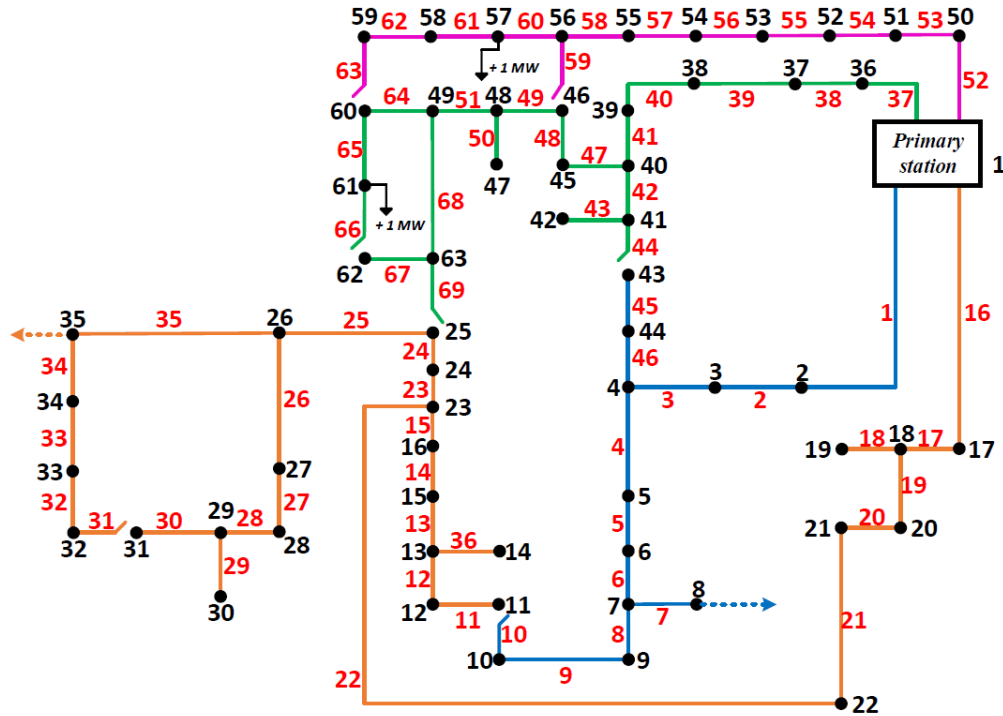 59 62 58 61 57 60 56 58 55 57 54 56 53 55 52 54 51 53 50
63 + 1 MW 59 52
38 37 36
64 49 51 48 49 46 40 39 38 37
60 39
65 50 48 41 Primary
station 1
47 45 47 40
61 68 42
66 + 1 MW 42 43 41
44
62 67 63 43
69 45 1 16
35 35 26 25 25 44
34 24 46
24 3 2
23 4 3 2
34 26 23
15
33 16 4 19 18 18 17 17
33 27 14 19
32 15 5
27 13 5 21 20 20
31 30 29 28 6
32 31 28 13 36 14
29 12 6 8
30 12 11 11 7 7
10 8 21
22 10 9 9
22